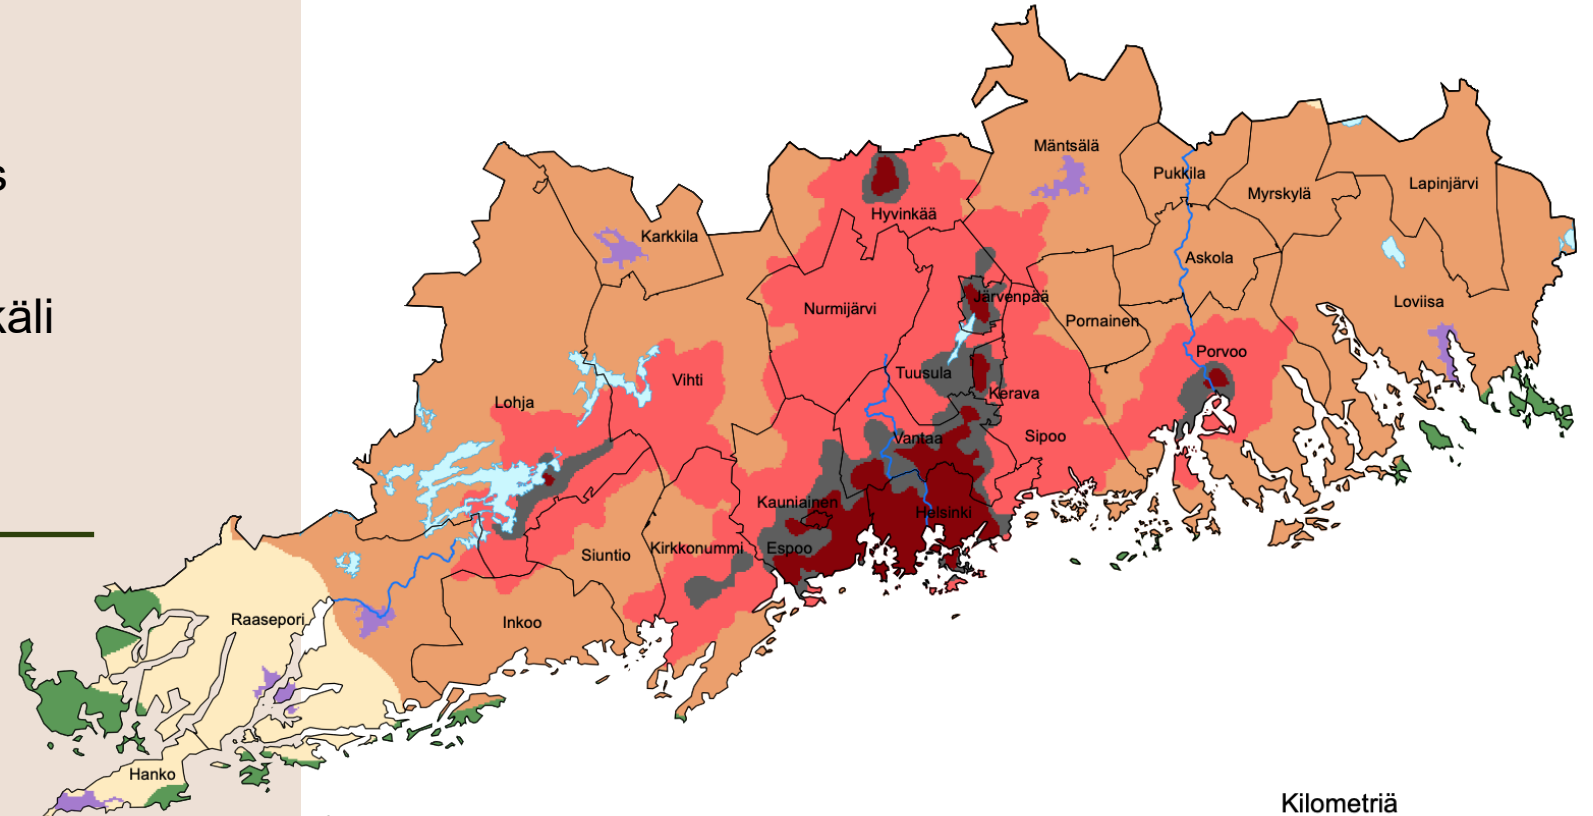 s
käli
Mäntsälä
Pukkila
Myrskylä
Lapinjärvi
Hyvinkää
Karkkila
Askola
Järvenpää
Loviisa
Nurmijärvi
Pornainen
Porvoo
Tuusula
Vihti
Kerava
Lohja
Sipoo
Vantaa
Kauniainen
Helsinki
Espoo
Kirkkonummi
Siuntio
Raasepori
Inkoo
Hanko
Kilometriä